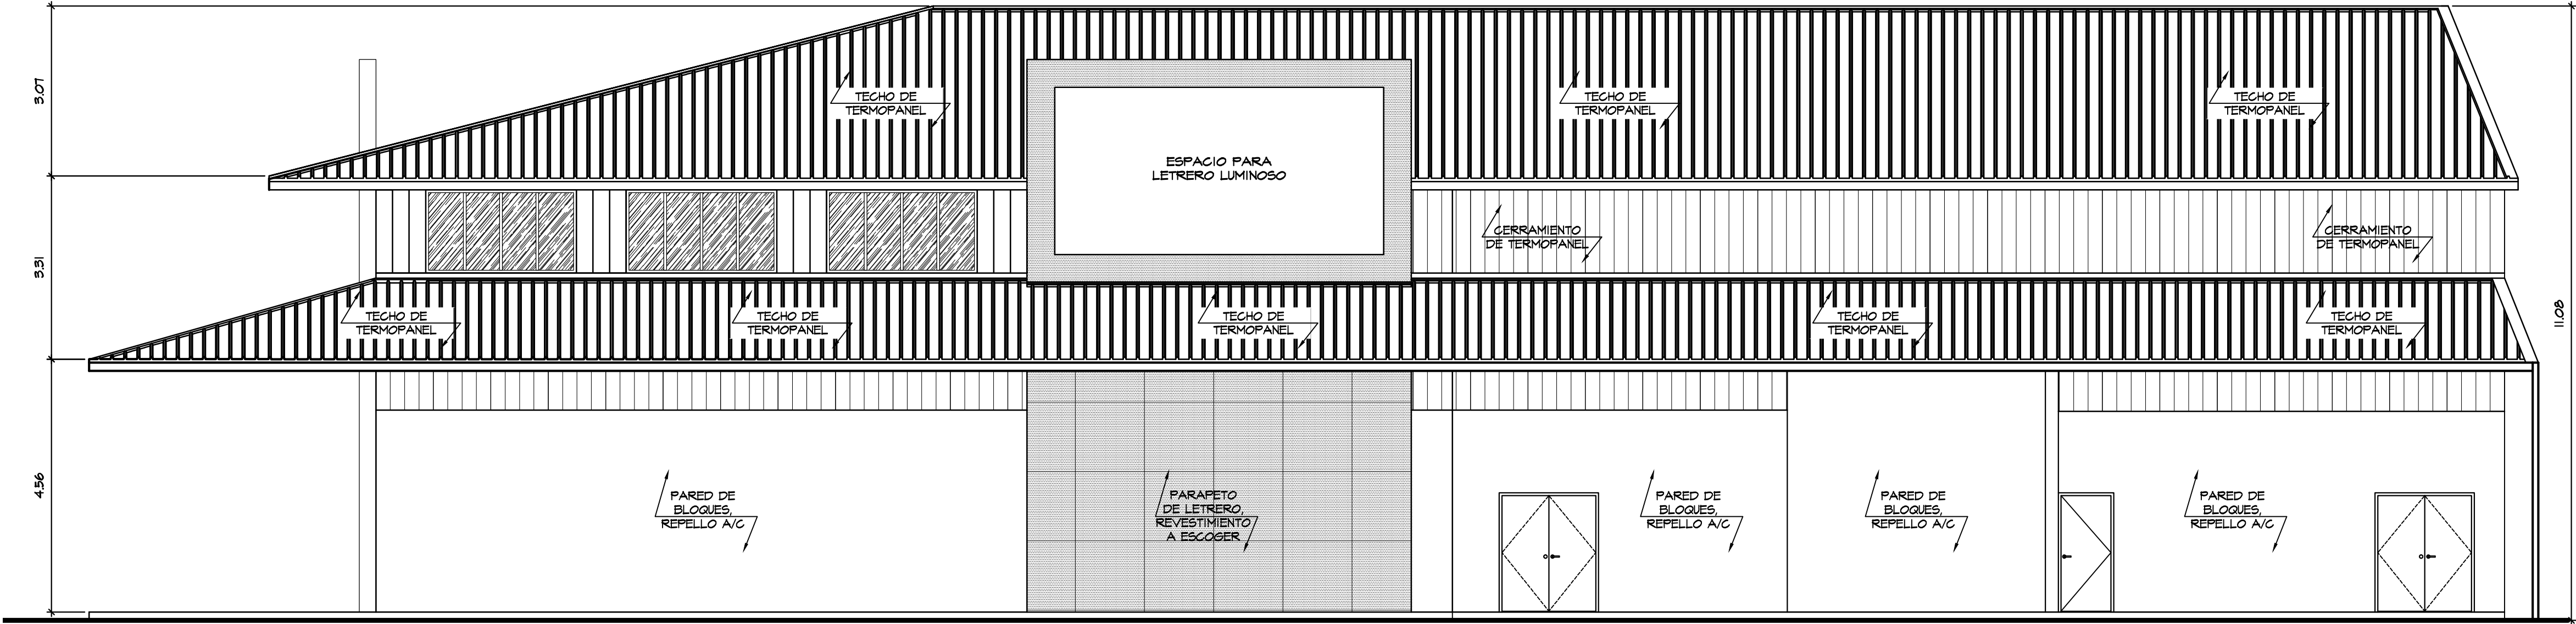 3.07
TECHO DE
TERMOPANEL
TECHO DE
TERMOPANEL
TECHO DE
TERMOPANEL
ESPACIO PARA
LETRERO LUMINOSO
3.31
CERRAMIENTO
DE TERMOPANEL
CERRAMIENTO
DE TERMOPANEL
TECHO DE
TERMOPANEL
TECHO DE
TERMOPANEL
TECHO DE
TERMOPANEL
TECHO DE
TERMOPANEL
TECHO DE
TERMOPANEL
11.08
4.56
PARED DE
BLOQUES,
REPELLO A/C
PARAPETO
DE LETRERO,
REVESTIMIENTO
A ESCOGER
PARED DE
BLOQUES,
REPELLO A/C
PARED DE
BLOQUES,
REPELLO A/C
PARED DE
BLOQUES,
REPELLO A/C